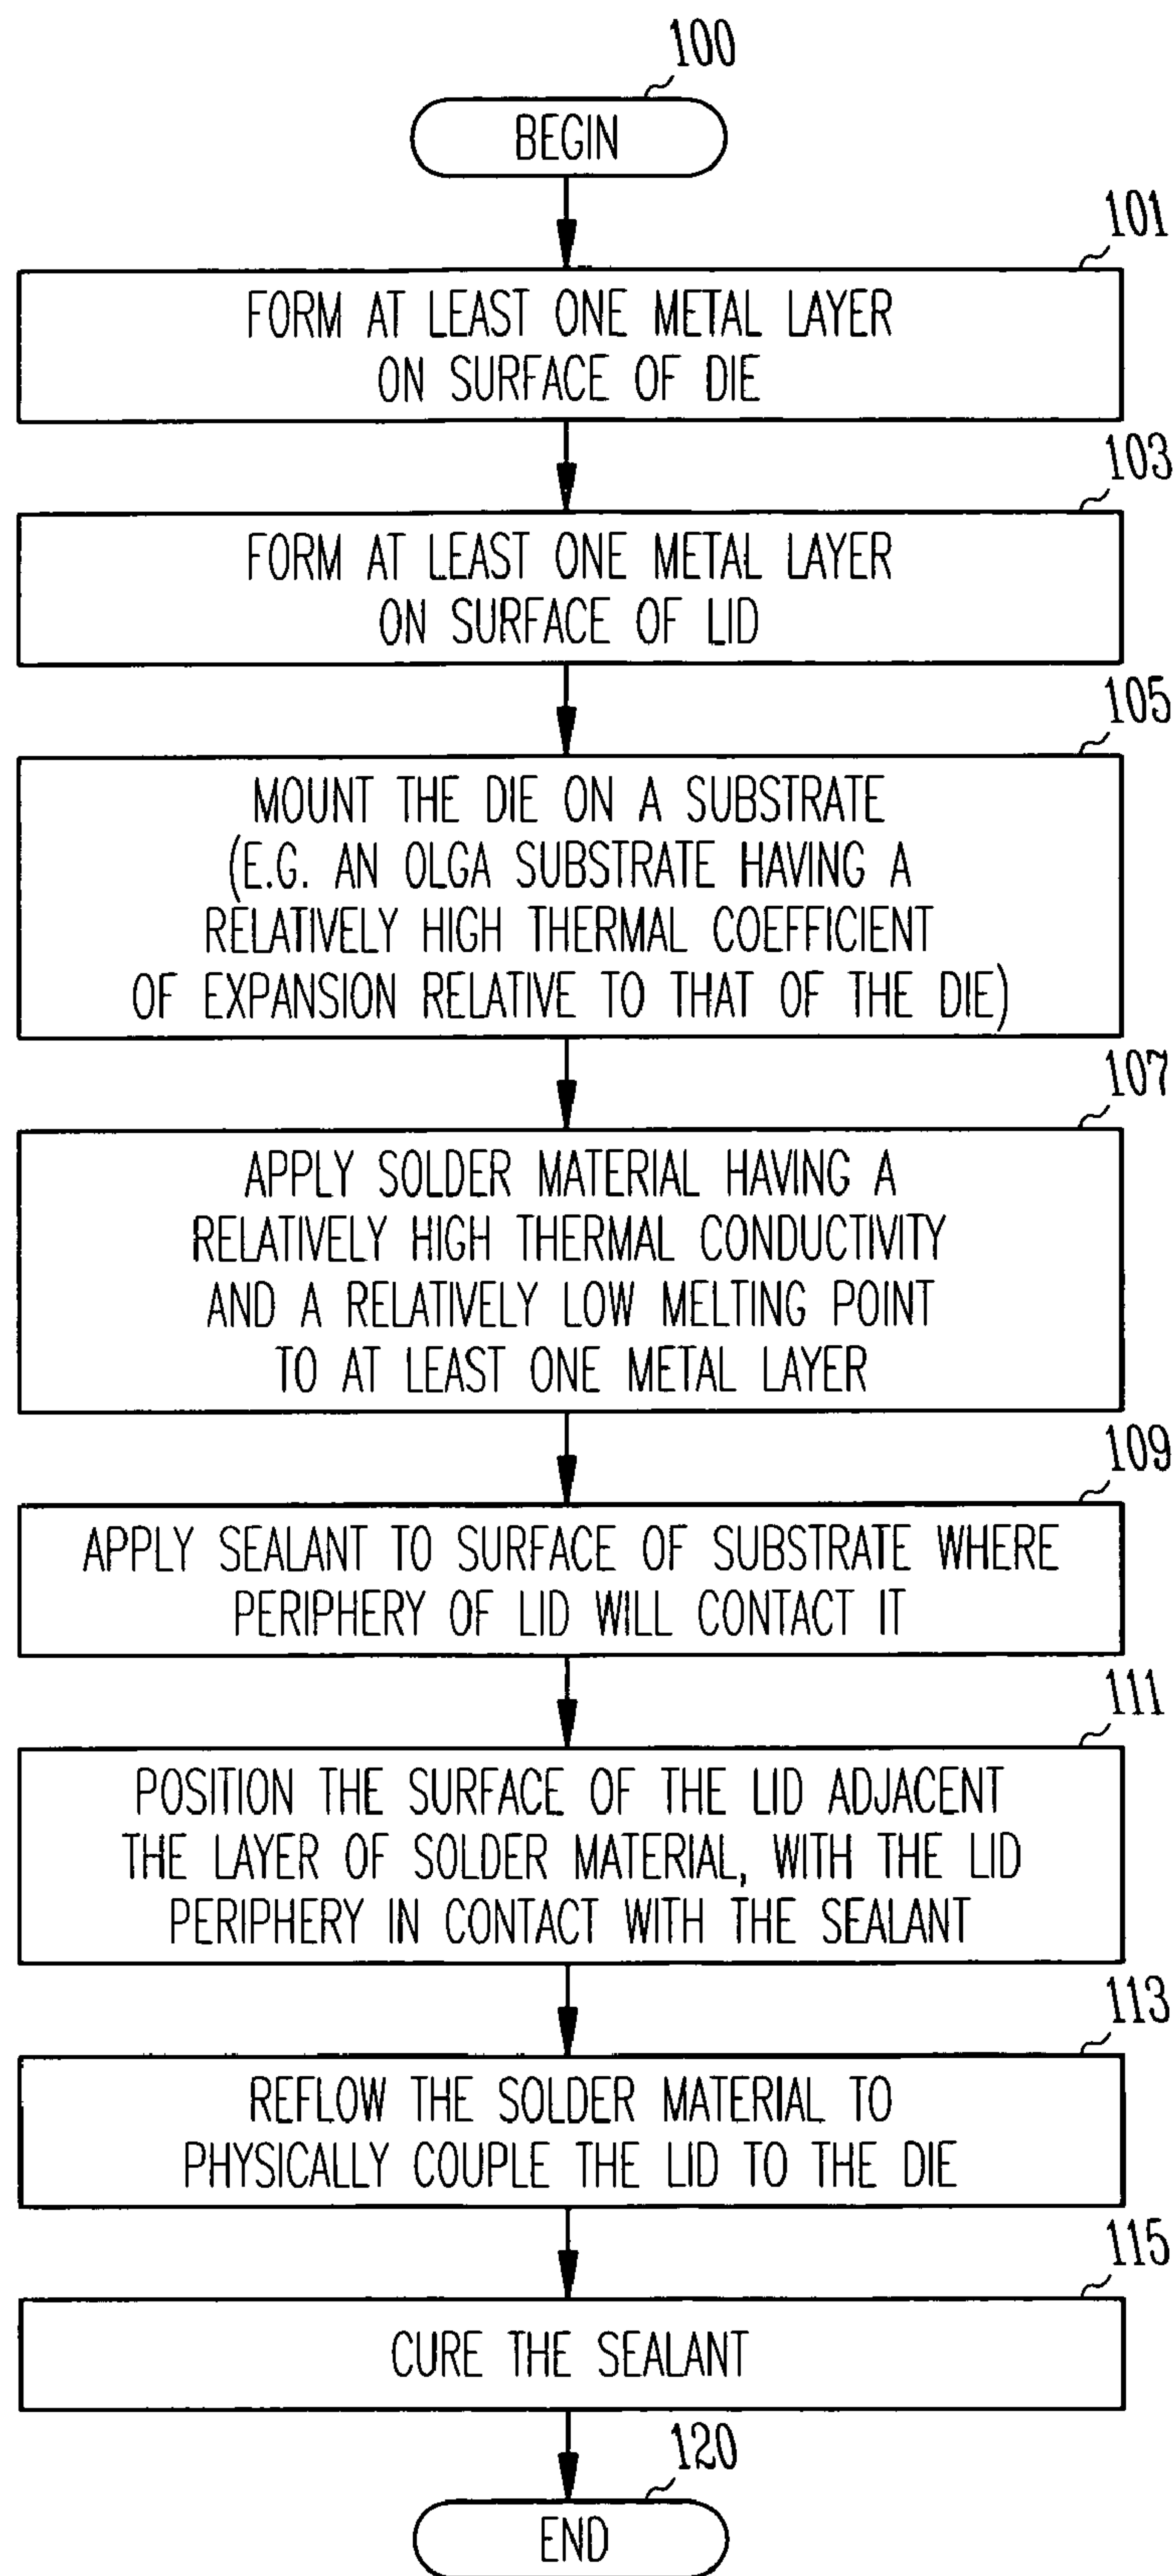 100
BEGIN
101
FORM AT LEAST ONE METAL LAYER
ON SURFACE OF DIE
103
FORM AT LEAST ONE METAL LAYER
ON SURFACE OF LID
105
MOUNT THE DIE ON A SUBSTRATE
(E.G. AN OLGA SUBSTRATE HAVING A
RELATIVELY HIGH THERMAL COEFFICIENT
OF EXPANSION RELATIVE TO THAT OF THE DIE)
107
APPLY SOLDER MATERIAL HAVING A
RELATIVELY HIGH THERMAL CONDUCTIVITY
AND A RELATIVELY LOW MELTING POINT
TO AT LEAST ONE METAL LAYER
109
APPLY SEALANT TO SURFACE OF SUBSTRATE WHERE
PERIPHERY OF LID WILL CONTACT IT
111
POSITION THE SURFACE OF THE LID ADJACENT
THE LAYER OF SOLDER MATERIAL, WITH THE LID
PERIPHERY IN CONTACT WITH THE SEALANT
113
REFLOW THE SOLDER MATERIAL TO
PHYSICALLY COUPLE THE LID TO THE DIE
115
CURE THE SEALANT
120
END